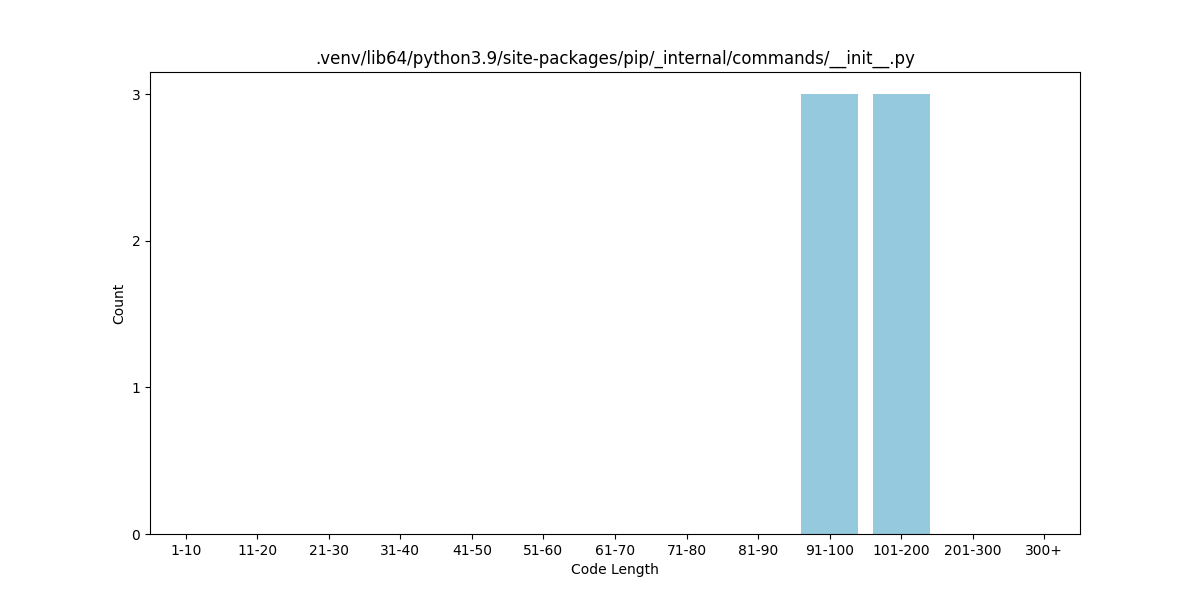 .venv/lib64/python3.9/site-packages/pip/_internal/commands/__init__.py
3
2
1
0
Count
1-10 11-20 21-30 31-40 41-50 51-60 61-70 71-80 81-90 91-100 101-200 201-300 300+
Code Length